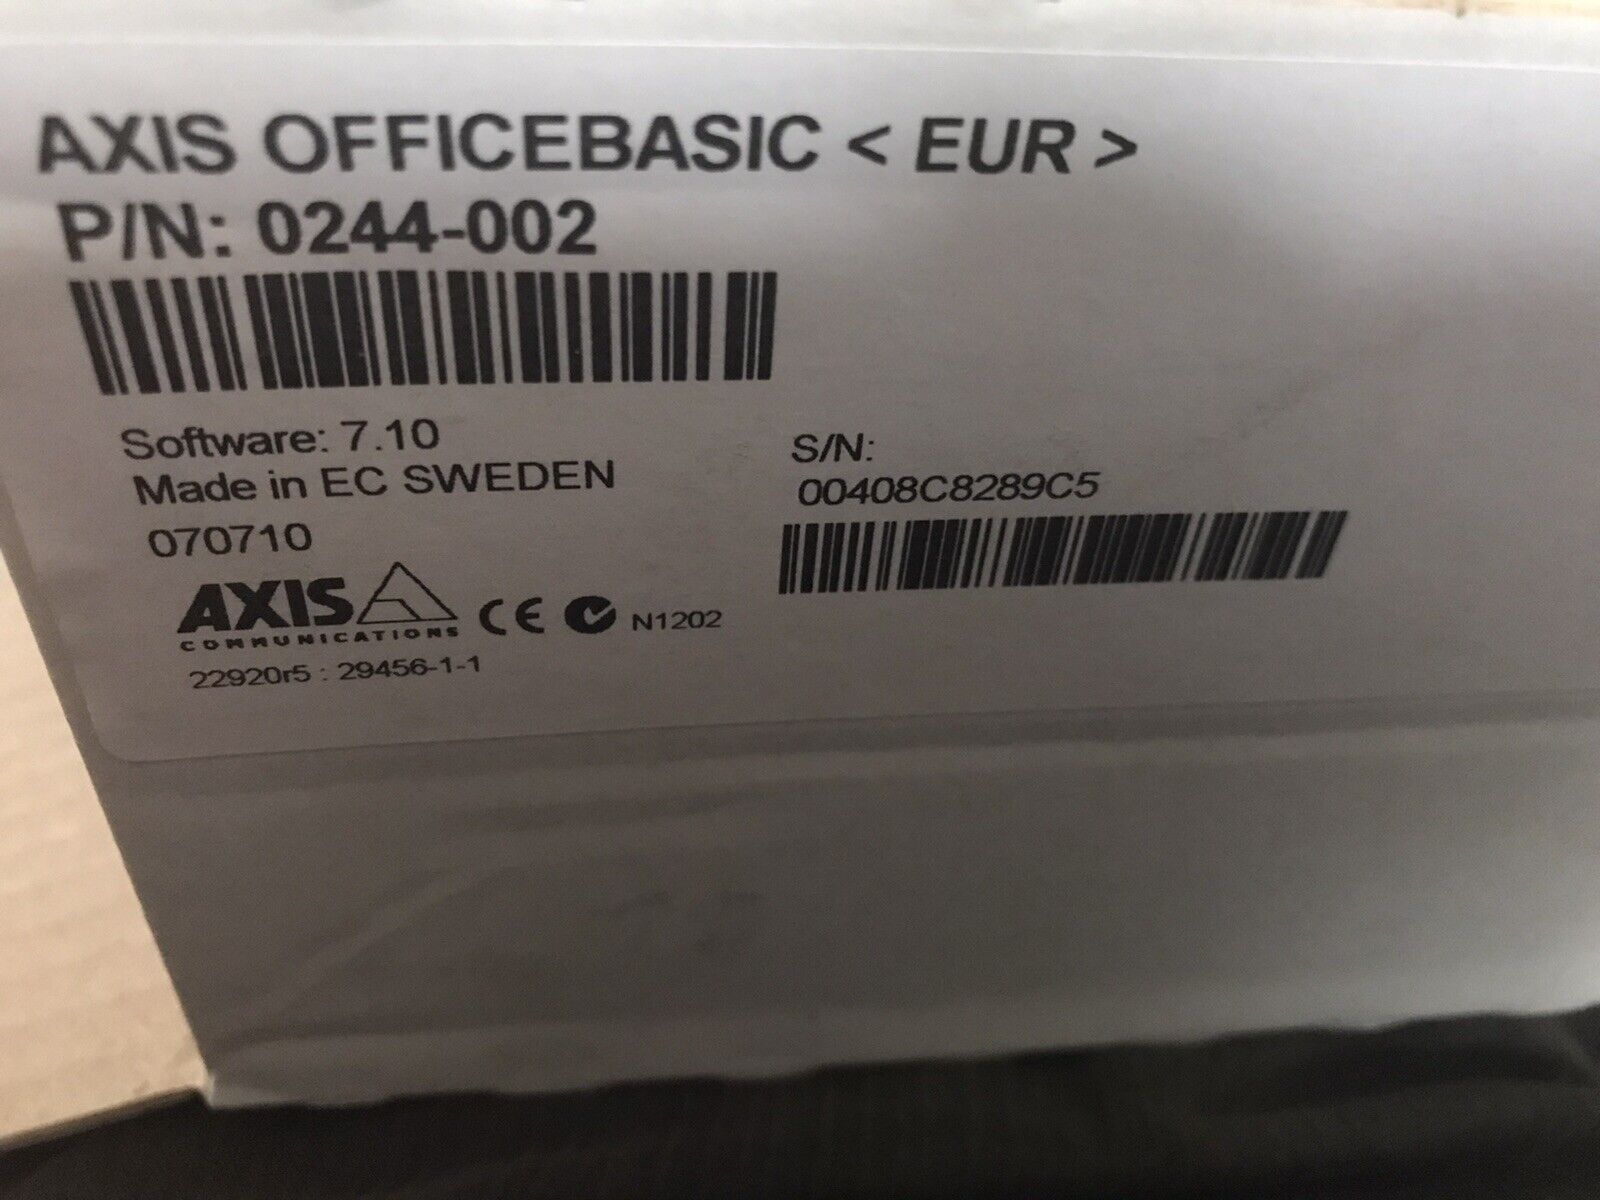 AXIS OFFICEBASIC < EUR >
P/N: 0244-002
Software: 7.10
Made in EC SWEDEN
070710
S/N:
00408C8289C5
AXIS
COMMUNICATIONS
CE N1202
22920r5 : 29456-1-1